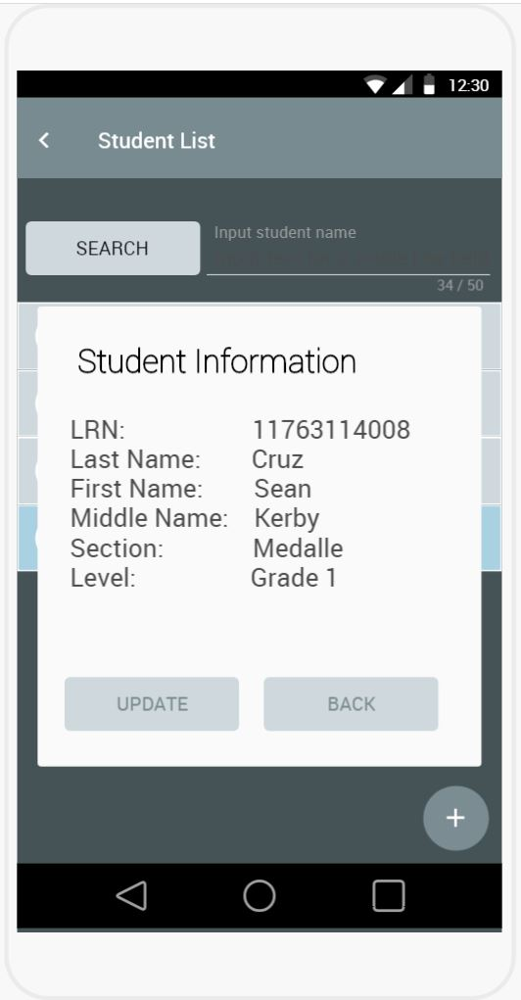 12:30
Student List
SEARCH
Input student name
34 / 50
Student Information
LRN: 11763114008
Last Name: Cruz
First Name: Sean
Middle Name: Kerby
Section: Medalle
Level: Grade 1
UPDATE BACK
+